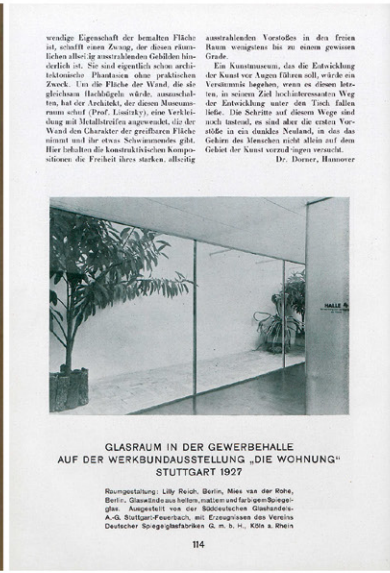 wendige Eigenschaft der bemalten Fläche
ist, schafft einen Zwang, der diesen räum-
lichen allseitig ausstrahlenden Gebilden hin-
derlich ist. Sie sind eigentlich schon archi-
tektonische Phantasien ohne praktischen
Zweck. Um die Fläche der Wand, die sie
gleichsam Hochbögeln würde,
ten, hat der Architekt, der diesen Museums-
raum schuf (Prof. Lissitzky), eine Verklei-
dung mit Metallstreifen angewendet, die der
Wand den Charakter der greifbaren Fläche
nimmt und ihr etwas Schwimmendes gibt.
Hier behalten die konstruktivischen Kompo-
sitionen die Freiheit ihres starken, allseitig
ausstrahlenden Vorstoßes in den freien
Raum wenigstens bis zu einem gewissen
Grade.
Ein Kunstmuseum, das die Entwicklung
der Kunst vor Augen führen soll, würde ein
Versäumnis begehen, wenn es diesen letz-
ten, in seinem Ziel hochinteressanten Weg
der Entwicklung unter den Tisch fallen
ließe. Die Schritte auf diesem Wege sind
noch tastend, es sind aber die ersten Vor-
stöße in ein dunkles Neuland, in das das
Gehirn des Menschen nicht allein auf dem
Gebiet der Kunst vorzudringen versucht.
Dr. Dorner, Hannover
HALLE
GLASRAUM IN DER GEWERBEHALLE
AUF DER WERKBUNDAUSSTELLUNG „DIE WOHNUNG“
STUTTGART 1927
Raumgestaltung: Lilly Reich, Berlin, Mies van der Rohe,
Berlin. Glaswände aus hellem, mattem und farbigem Spiegel-
glas. Ausgestellt von der Süddeutschen Glashandels-
A.-G. Stuttgart-Feuerbach, mit Erzeugnissen des Vereins
Deutscher Spiegelglasfabriken G. m. b. H., Köln a. Rhein
114